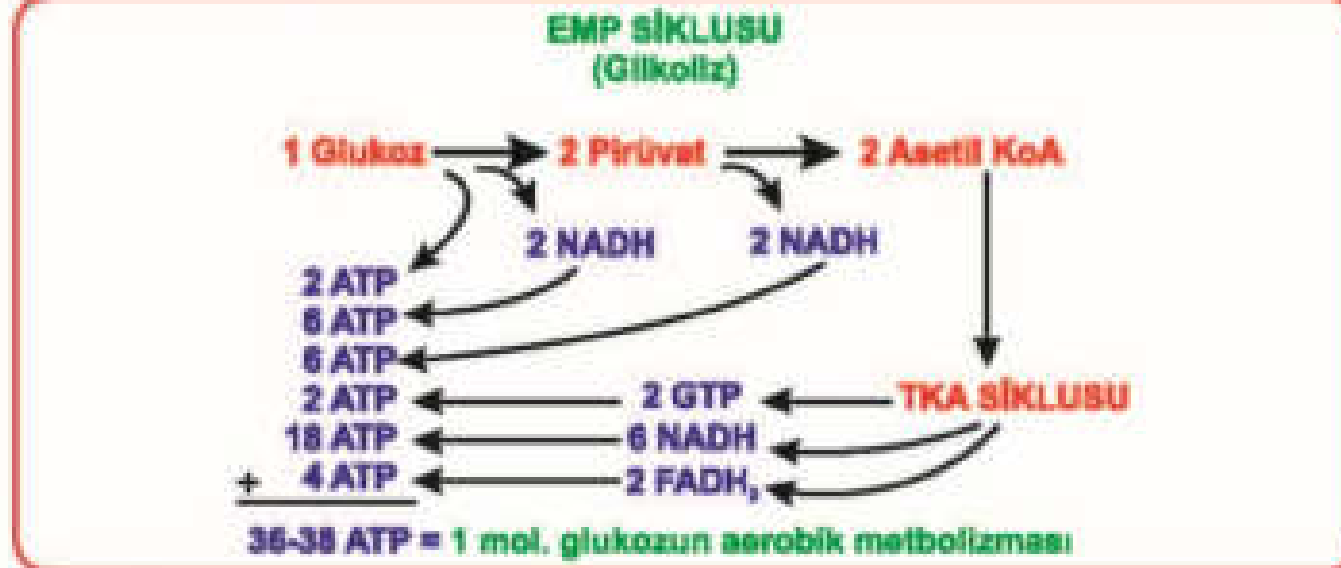 EMP SİKLUSU
(Glikoliz)
1 Glukoz 2 Pirüvat 2 Asetil KoA
2 NADH 2 NADH
2 ATP
6 ATP
6 ATP
2 ATP 2 GTP TKA SİKLUSU
18 ATP 6 NADH
+ 4 ATP 2 FADH₂
36-38 ATP = 1 mol. glukozun aerobik metbolizması